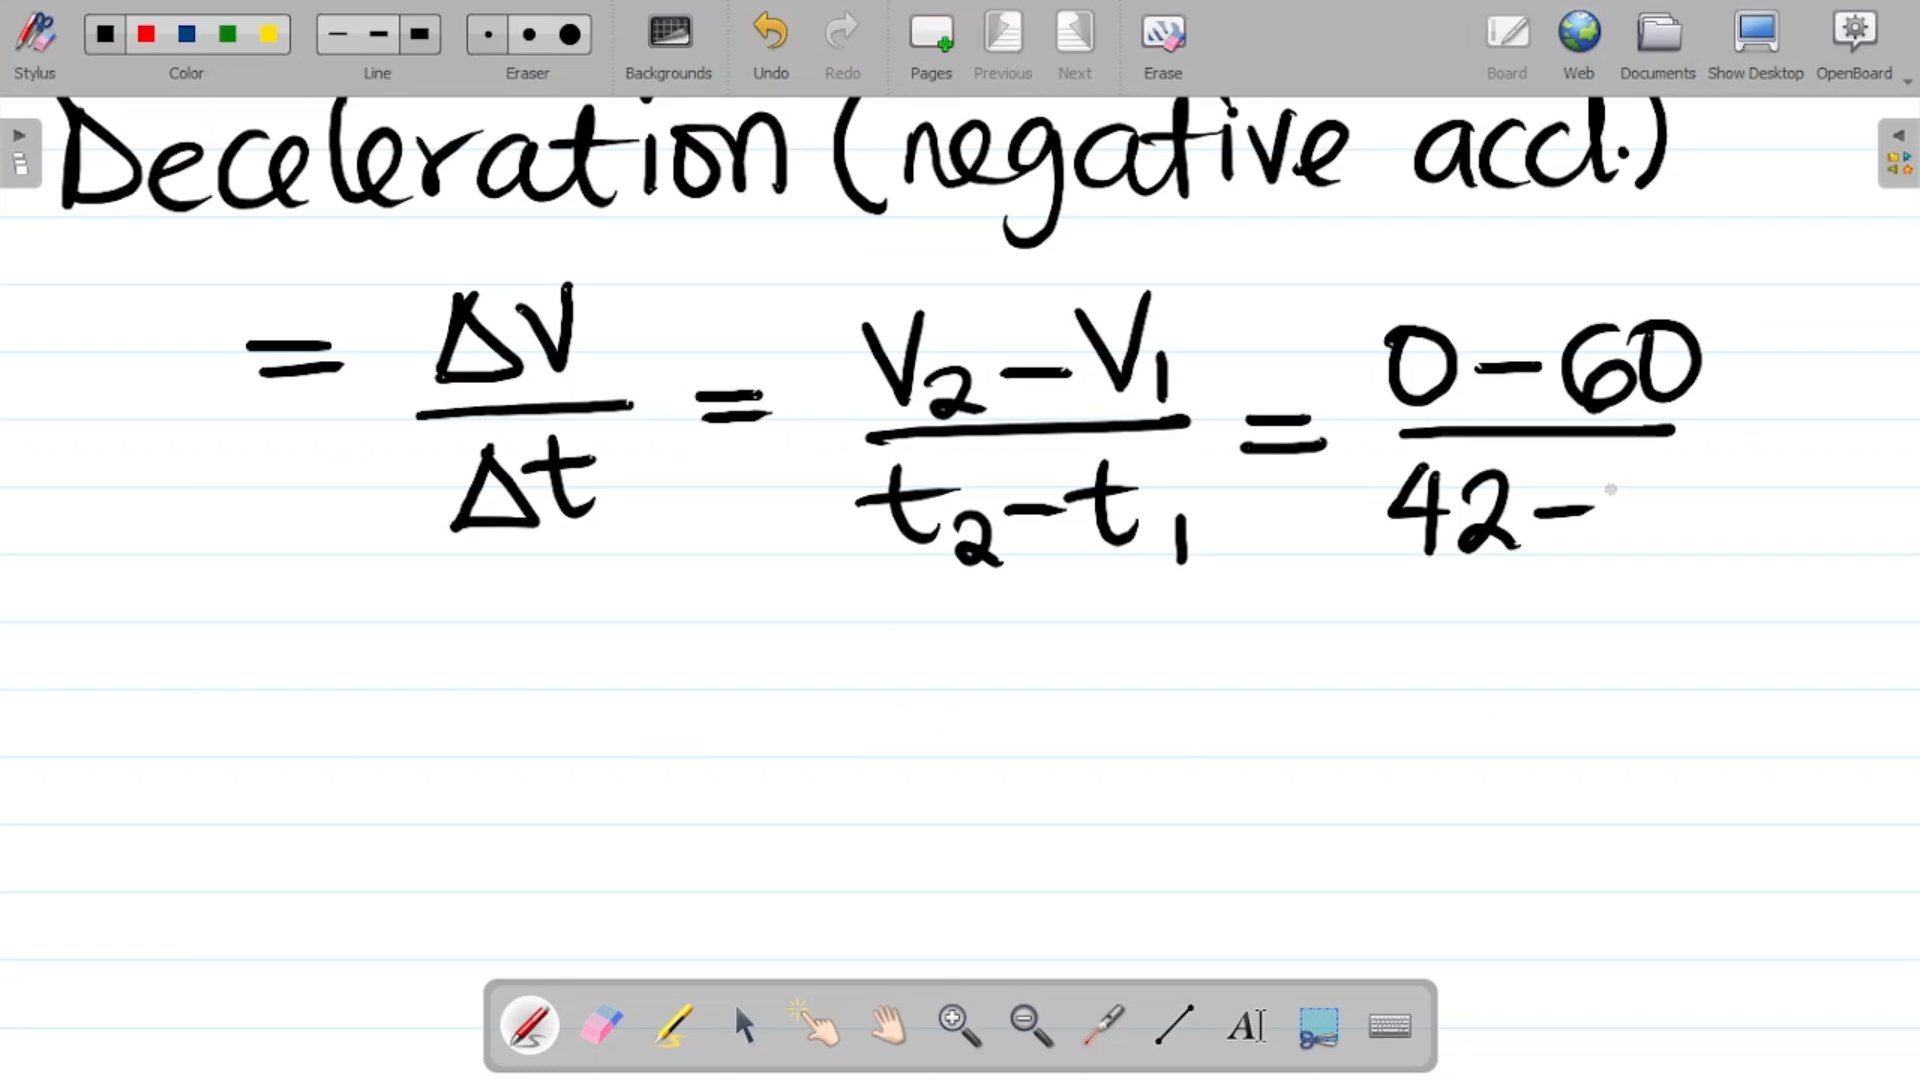 Stylus Color Line Eraser Backgrounds Undo Redo Pages Previous Next Erase Board Web Documents Show Desktop OpenBoard
Deceleration (negative accl.)
= ΔV/Δt = V₂-V₁/t₂-t₁ = 0-60/42-
AI